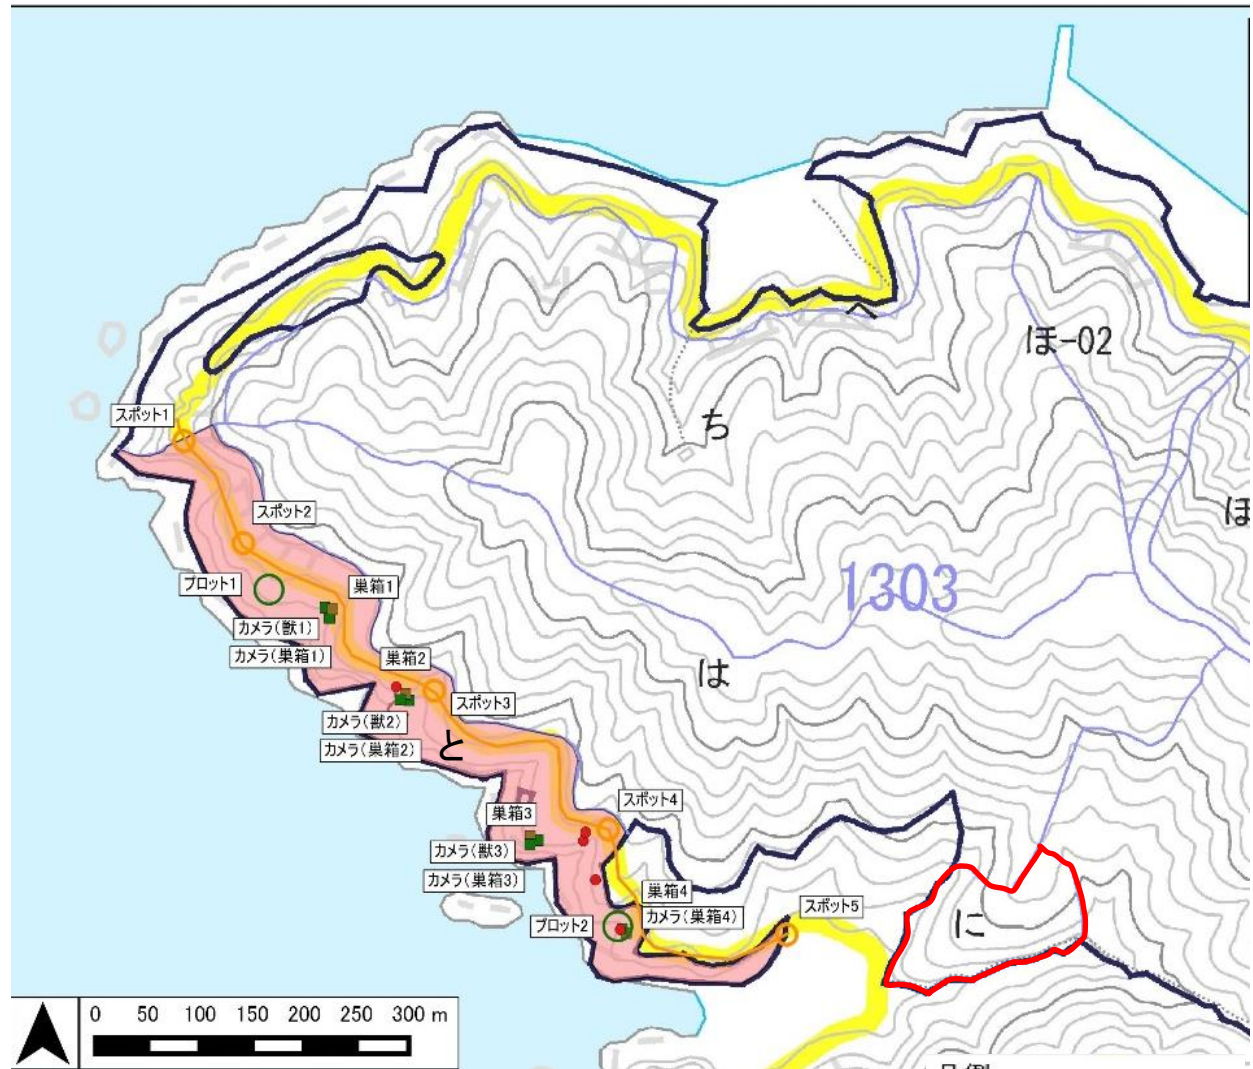 へ
ほ-02
スポット1
ち
ほ
スポット2
プロット1
巣箱1
1303
カメラ(獣1)
カメラ(巣箱1)
巣箱2
は
スポット3
カメラ(獣2)
カメラ(巣箱2)
と
スポット4
巣箱3
カメラ(獣3)
カメラ(巣箱3)
巣箱4
カメラ(巣箱4)
スポット5
プロット2
に
0 50 100 150 200 250 300 m